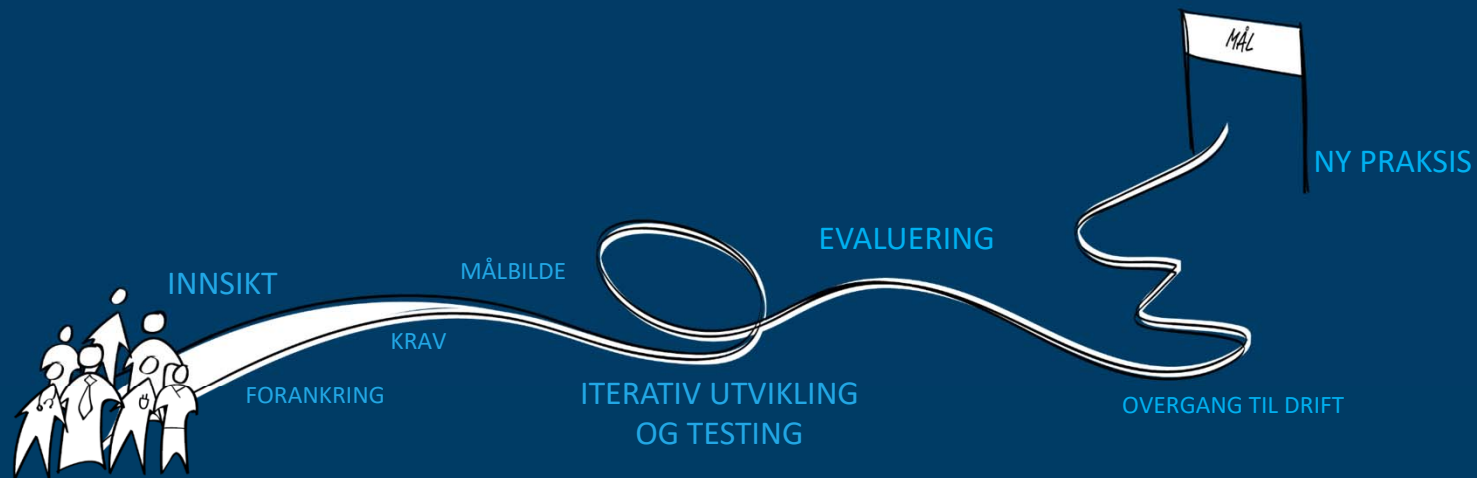 MÅL
NY PRAKSIS
EVALUERING
MÅLBILDE
INNSIKT
KRAV
FORANKRING
ITERATIV UTVIKLING
OG TESTING
OVERGANG TIL DRIFT